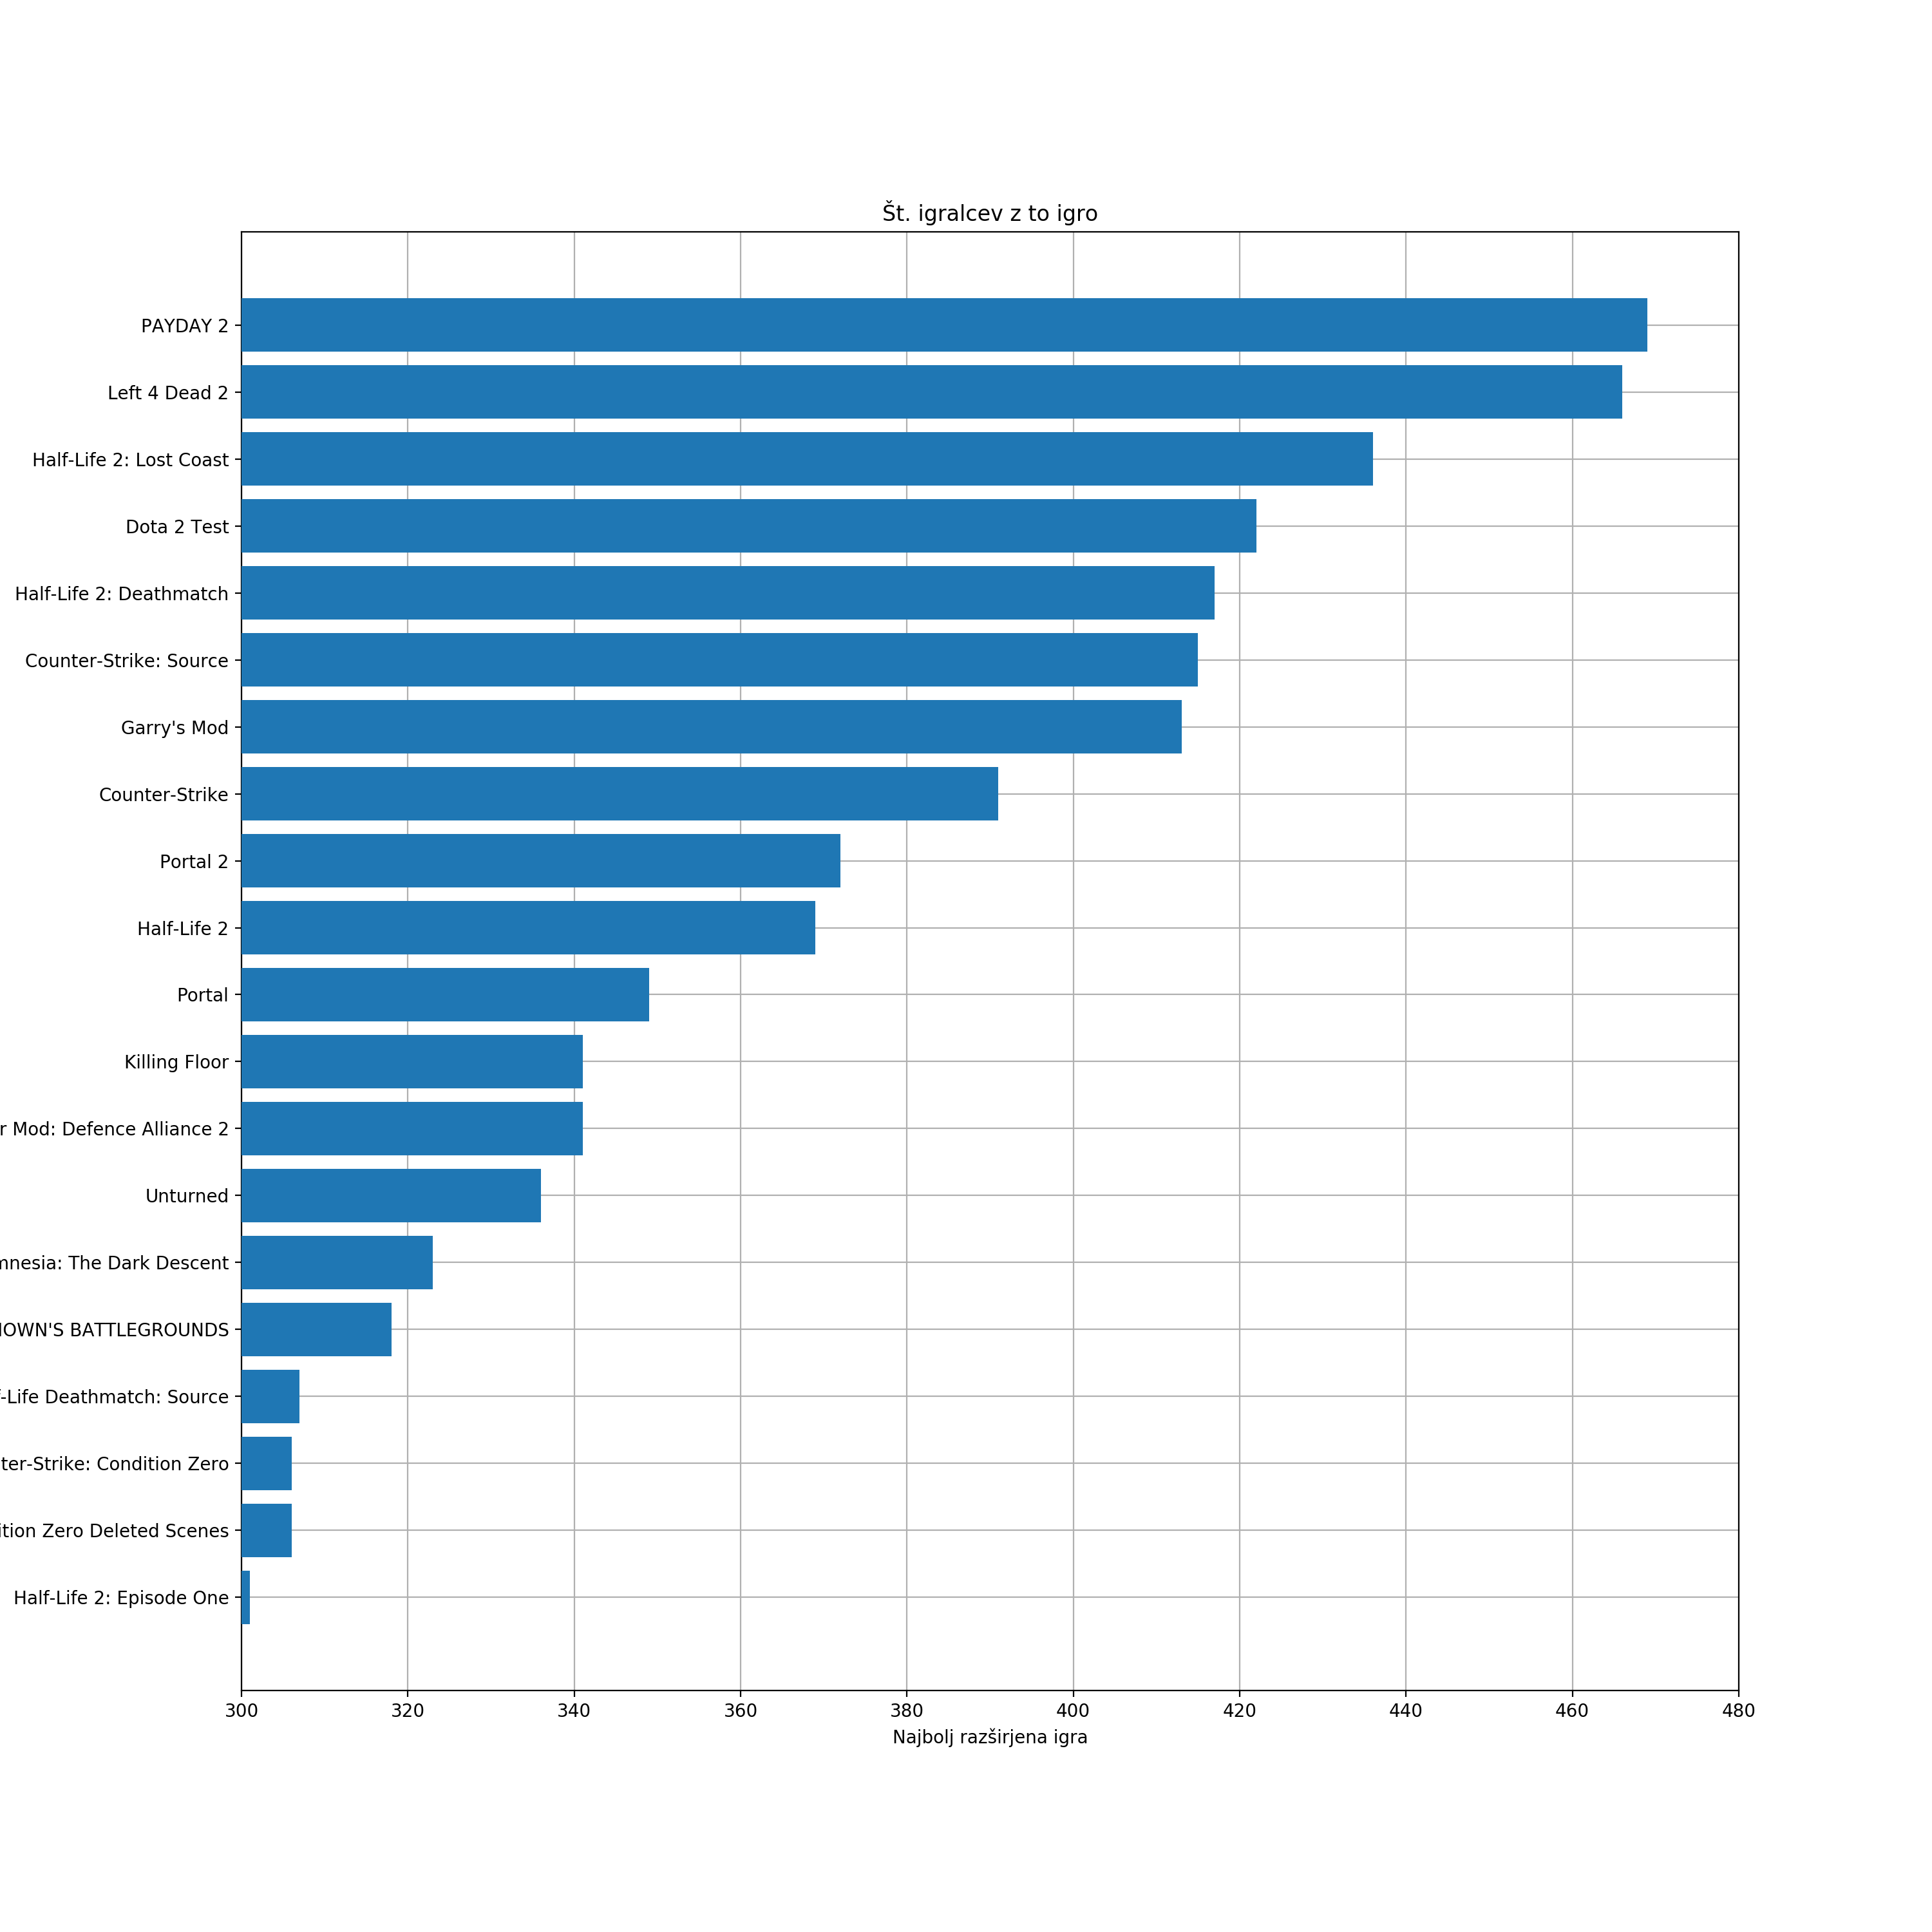 Št. igralcev z to igro
PAYDAY 2
Left 4 Dead 2
Half-Life 2: Lost Coast
Dota 2 Test
Half-Life 2: Deathmatch
Counter-Strike: Source
Garry's Mod
Counter-Strike
Portal 2
Half-Life 2
Portal
Killing Floor
r Mod: Defence Alliance 2
Unturned
mnesia: The Dark Descent
OWN'S BATTLEGROUNDS
-Life Deathmatch: Source
ter-Strike: Condition Zero
ition Zero Deleted Scenes
Half-Life 2: Episode One
300 320 340 360 380 400 420 440 460 480
Najbolj razširjena igra